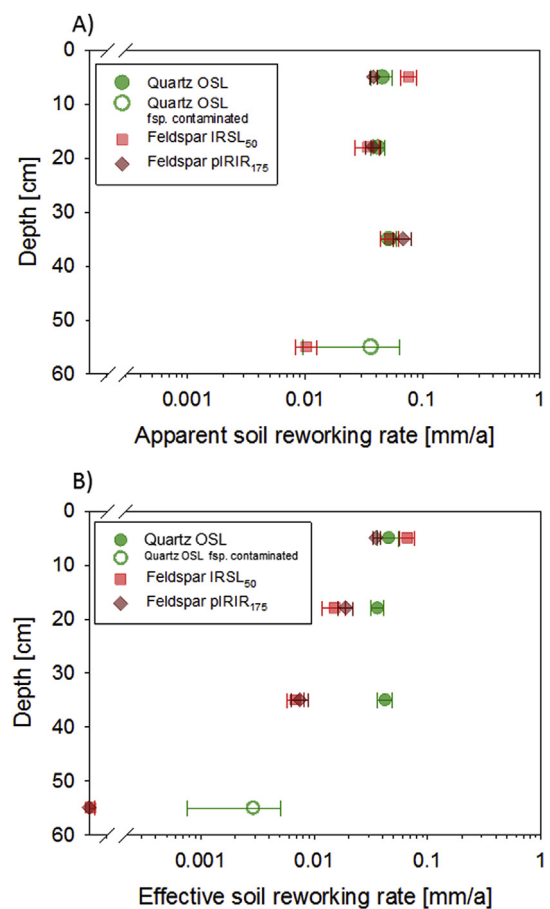 A)
0
10
20
30
40
50
60
Depth [cm]
Quartz OSL
Quartz OSL
fsp. contaminated
Feldspar IRSL50
Feldspar pIRIR175
0.001 0.01 0.1 1
Apparent soil reworking rate [mm/a]
B)
0
10
20
30
40
50
60
Depth [cm]
Quartz OSL
Quartz OSL fsp. contaminated
Feldspar IRSL50
Feldspar pIRIR175
0.001 0.01 0.1 1
Effective soil reworking rate [mm/a]